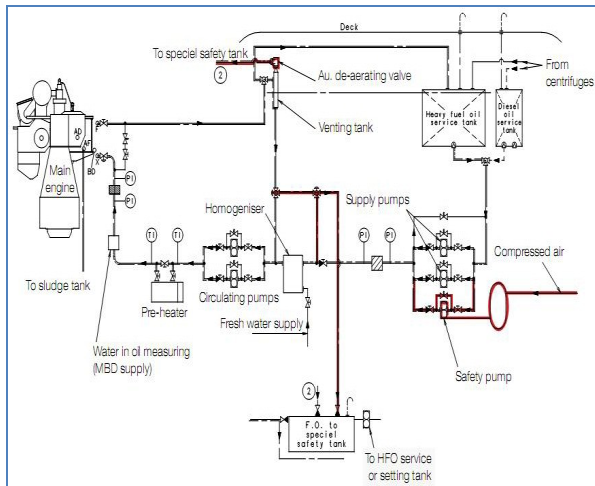 Deck
To speciel safety tank
2
Au. de-aerating valve
From
centrifuges
Heavy fuel oil
service tank
Diesel
oil
service
tank
Venting tank
AD
AF
F
BD
X
Main
engine
PI
PI
Homogeniser
Supply pumps
TI
TI
PI
PI
Compressed air
To sludge tank
Circulating pumps
Pre-heater
Fresh water supply
Water in oil measuring
(MBD supply)
Safety pump
2
F.O. to
speciel
safety tank
To HFO service
or setting tank